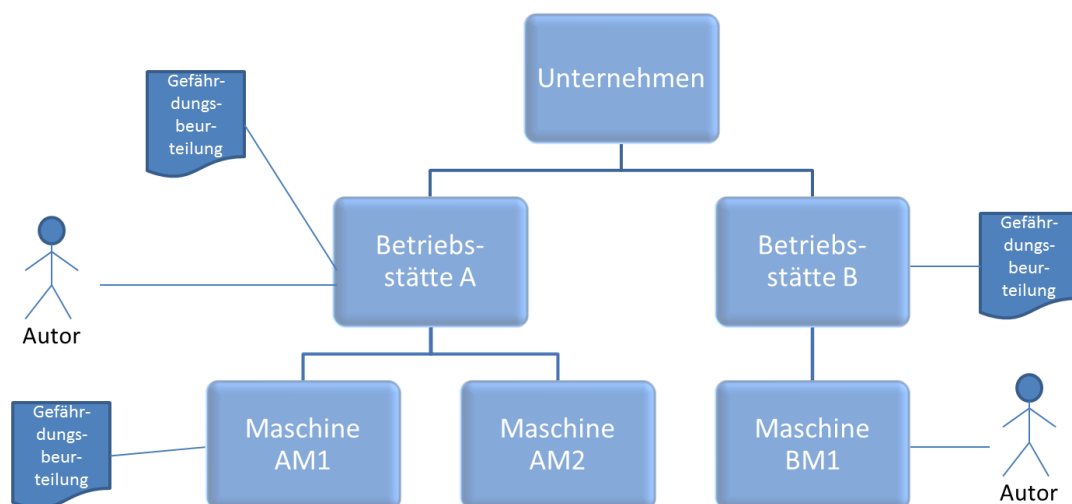 Unternehmen
Gefähr-
dungs-
beur-
teilung
Betriebs-
stätte A
Betriebs-
stätte B
Gefähr-
dungs-
beur-
teilung
Autor
Gefähr-
dungs-
beur-
teilung
Maschine
AM1
Maschine
AM2
Maschine
BM1
Autor